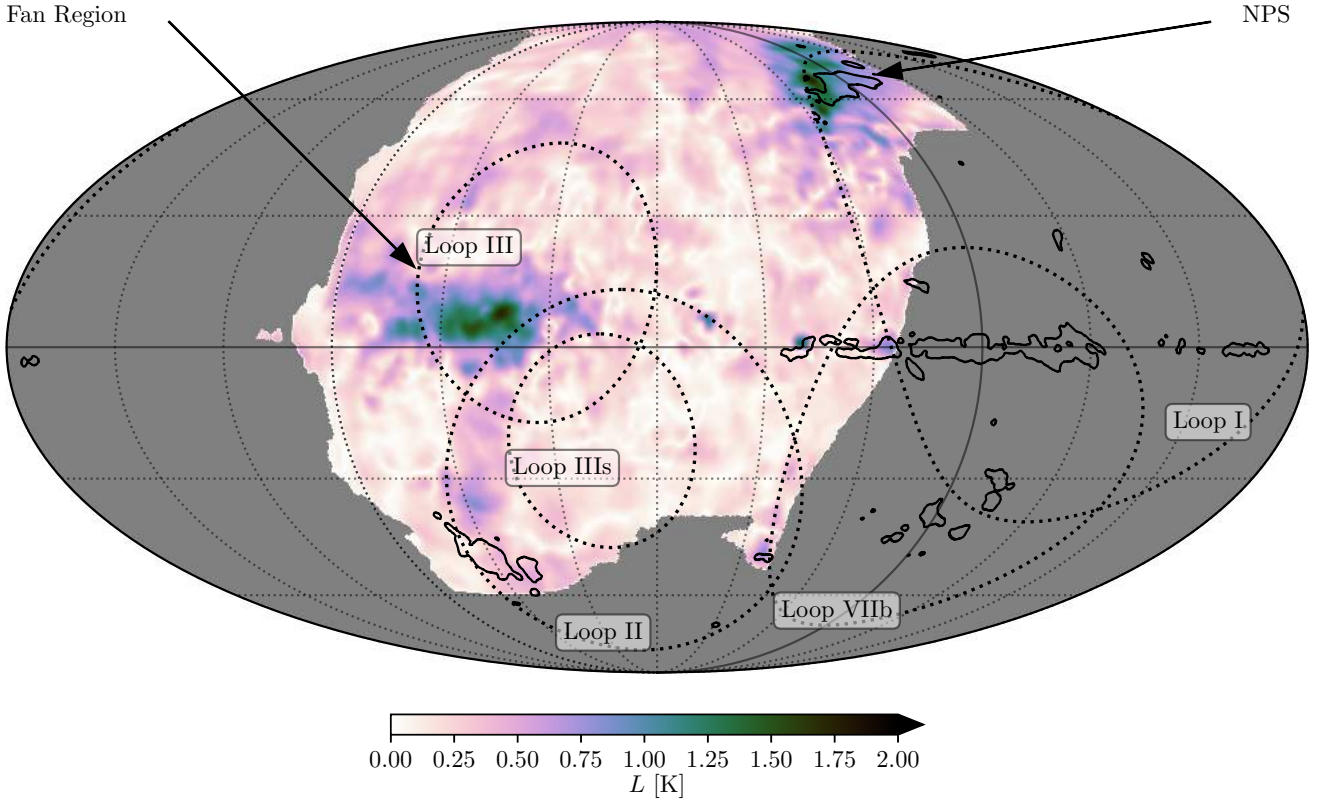 Fan Region
NPS
Loop III
Loop I
Loop IIIs
Loop VIIb
Loop II
0.00 0.25 0.50 0.75 1.00 1.25 1.50 1.75 2.00
L [K]